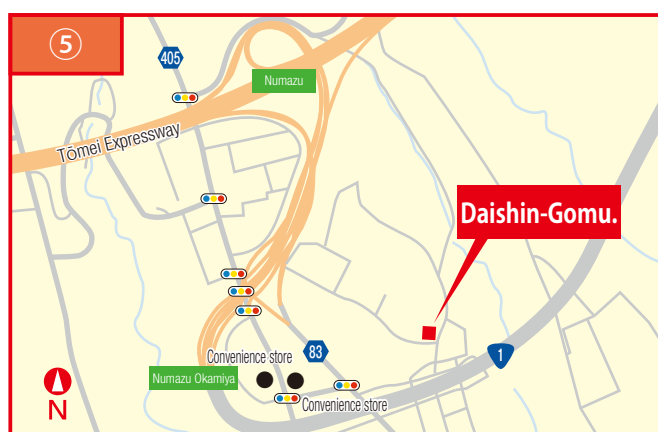 ⑤
405
Numazu
Tōmei Expressway
Daishin-Gomu.
Convenience store
83
1
Numazu Okamiya
Convenience store
N